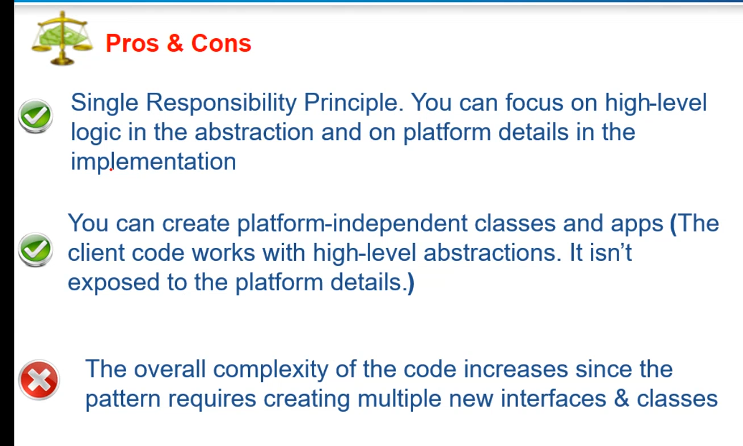 Pros & Cons
Single Responsibility Principle. You can focus on high-level
logic in the abstraction and on platform details in the
implementation
You can create platform-independent classes and apps (The
client code works with high-level abstractions. It isn’t
exposed to the platform details.)
The overall complexity of the code increases since the
pattern requires creating multiple new interfaces & classes